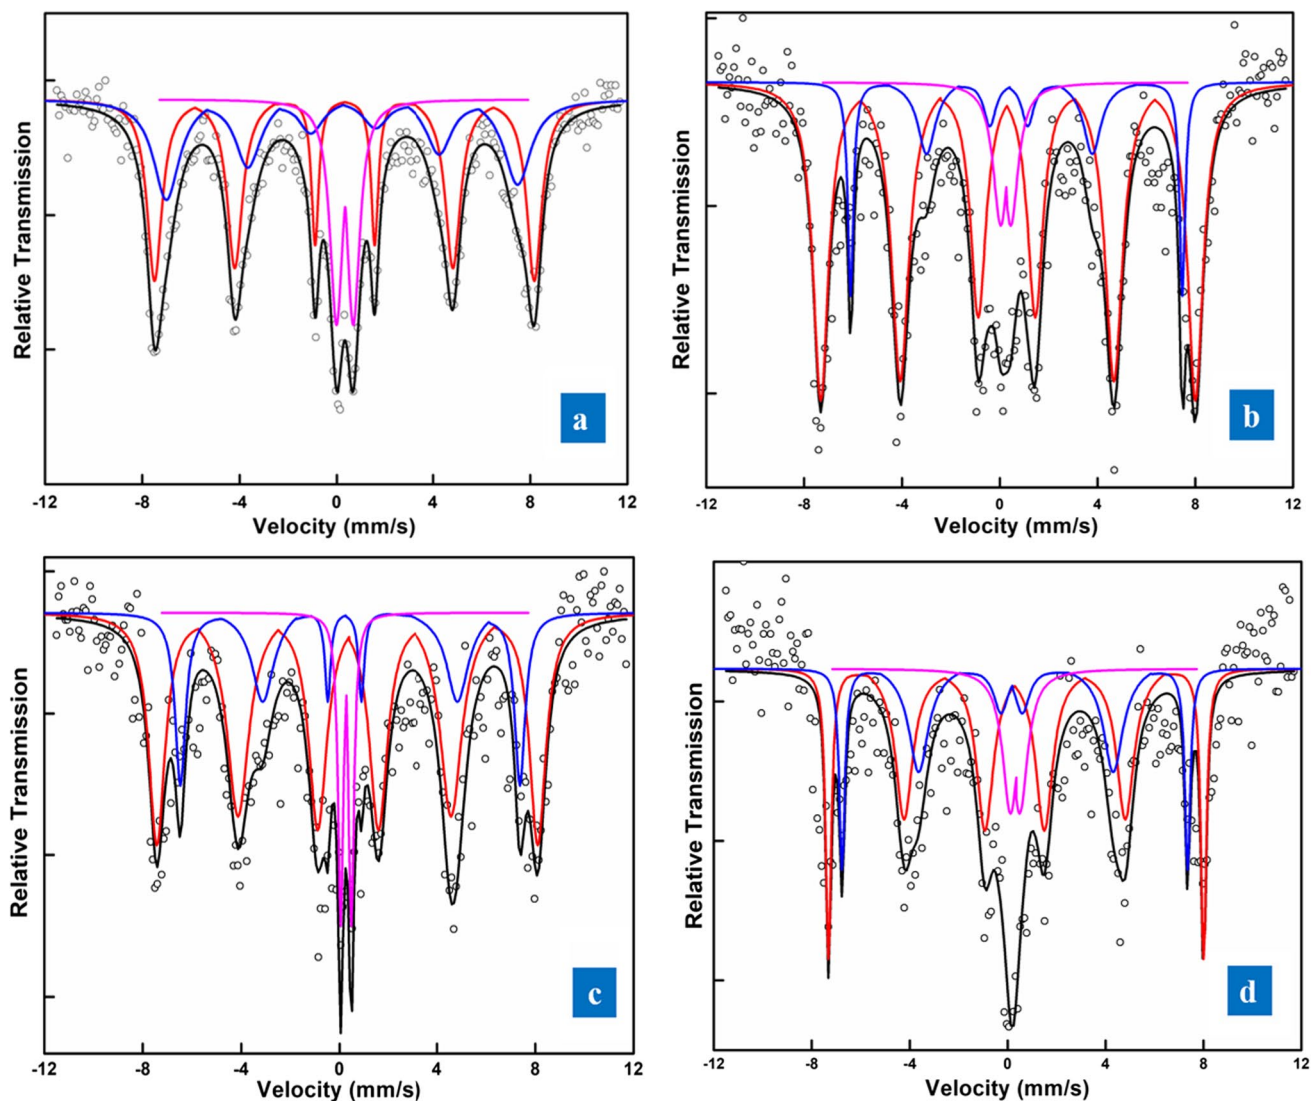 Relative Transmission
a
-12 -8 -4 0 4 8 12
Velocity (mm/s)
Relative Transmission
b
-12 -8 -4 0 4 8 12
Velocity (mm/s)
Relative Transmission
c
-12 -8 -4 0 4 8 12
Velocity (mm/s)
Relative Transmission
d
-12 -8 -4 0 4 8 12
Velocity (mm/s)